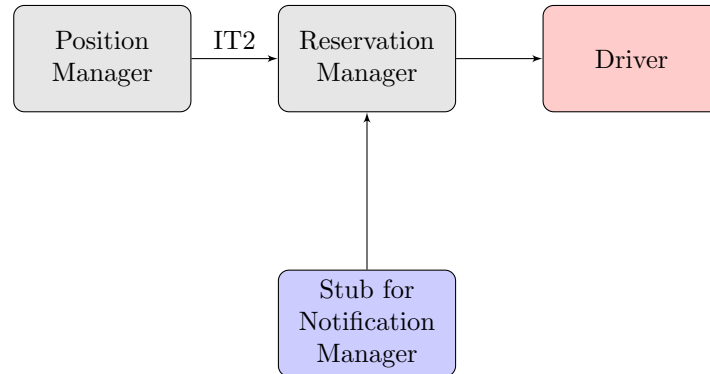 Position
Manager
IT2
Reservation
Manager
Driver
Stub for
Notification
Manager